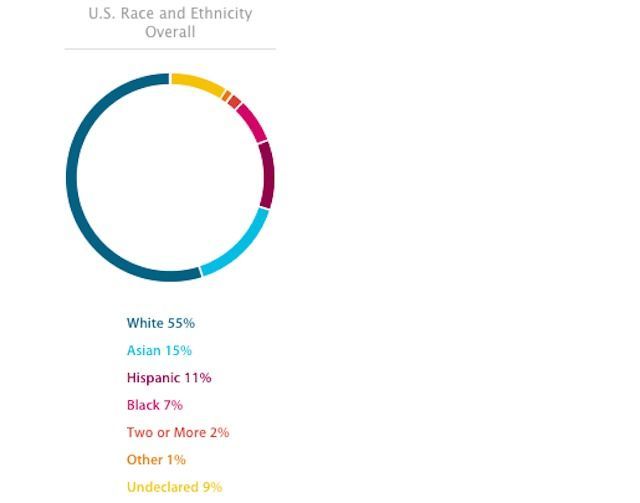 U.S. Race and Ethnicity
Overall
White 55%
Asian 15%
Hispanic 11%
Black 7%
Two or More 2%
Other 1%
Undeclared 9%